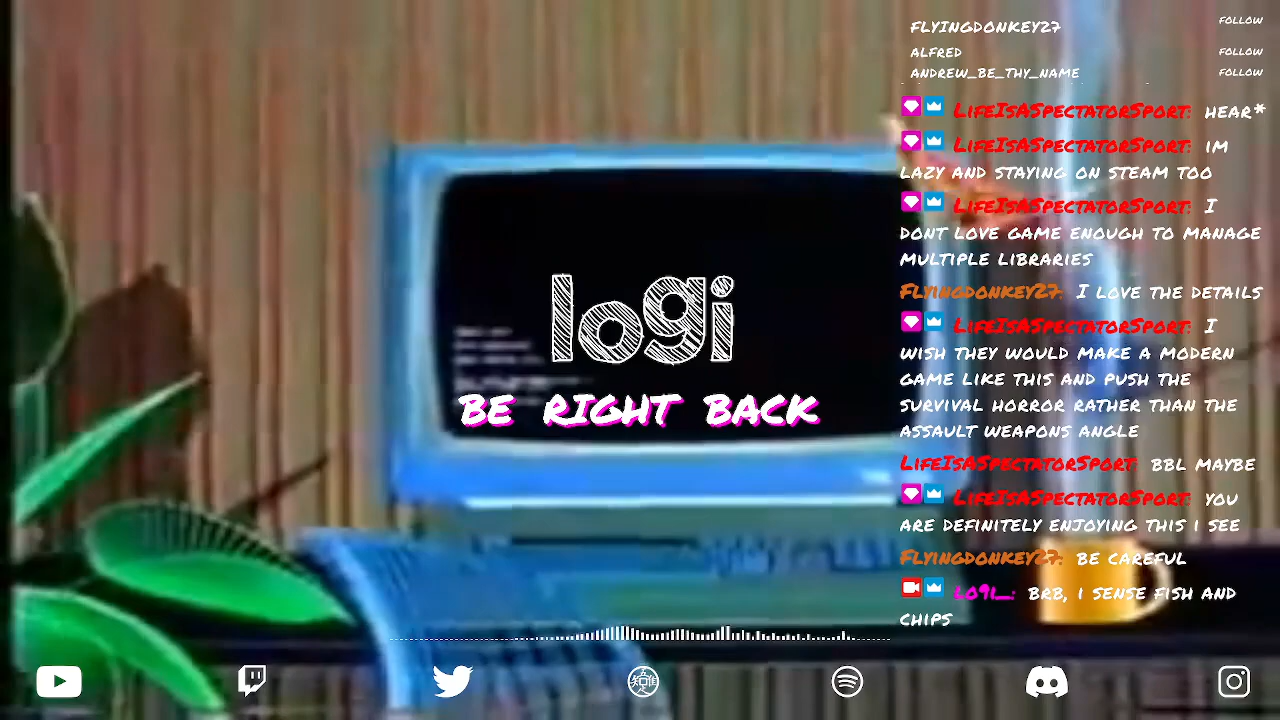 FLYINGDONKEY27 FOLLOW
ALFRED FOLLOW
ANDREW_BE_THY_NAME FOLLOW
LIFEISASPECTATORSPORT: HEAR*
LIFEISASPECTATORSPORT: IM
LAZY AND STAYING ON STEAM TOO
LIFEISASPECTATORSPORT: I
DONT LOVE GAME ENOUGH TO MANAGE
MULTIPLE LIBRARIES
FLYINGDONKEY27: I LOVE THE DETAILS
LIFEISASPECTATORSPORT: I
WISH THEY WOULD MAKE A MODERN
GAME LIKE THIS AND PUSH THE
SURVIVAL HORROR RATHER THAN THE
ASSAULT WEAPONS ANGLE
LIFEISASPECTATORSPORT: BBL MAYBE
LIFEISASPECTATORSPORT: YOU
ARE DEFINITELY ENJOYING THIS I SEE
FLYINGDONKEY27: BE CAREFUL
LO9I_: BRB, I SENSE FISH AND
CHIPS
lo9i
BE RIGHT BACK